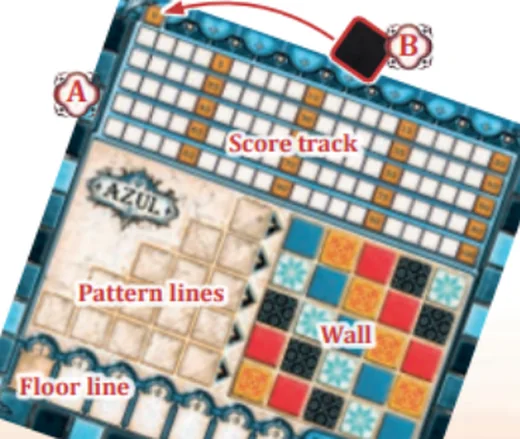 B
A
Score track
AZUL
Pattern lines
Wall
Floor line